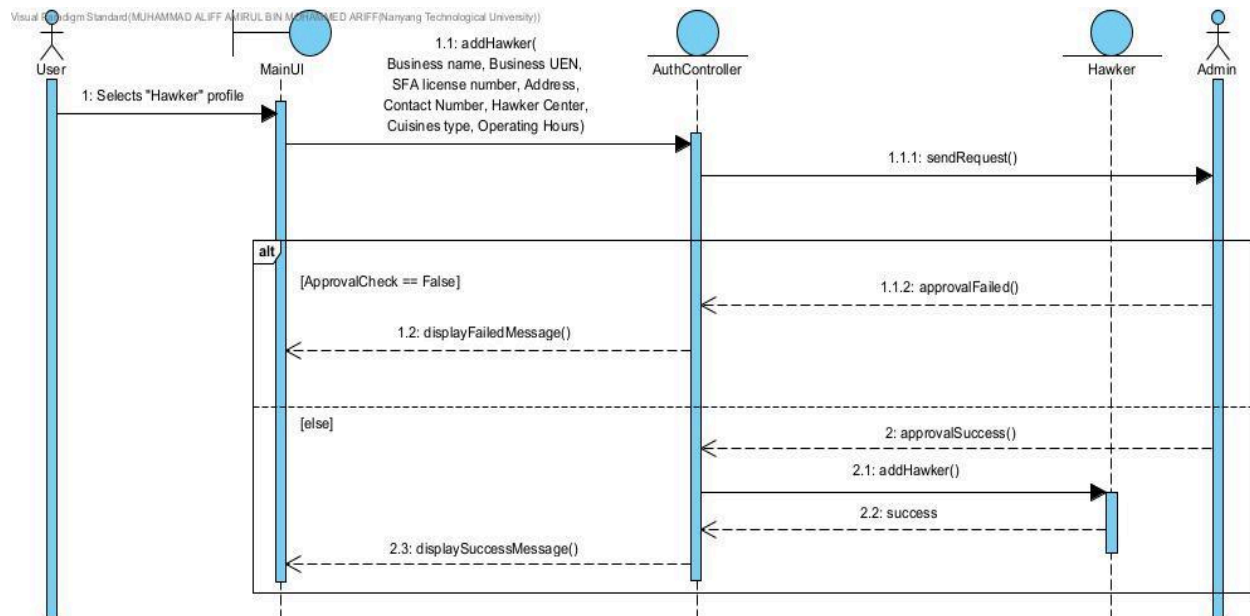 Visual Paradigm Standard(MUHAMMAD ALIFF AMIRUL BIN MOHAMMED ARIFF(Nanyang Technological University))
User
MainUI
AuthController
Hawker
Admin
1: Selects "Hawker" profile
1.1: addHawker(
Business name, Business UEN,
SFA license number, Address,
Contact Number, Hawker Center,
Cuisines type, Operating Hours)
1.1.1: sendRequest()
alt
[ApprovalCheck == False]
1.1.2: approvalFailed()
1.2: displayFailedMessage()
[else]
2: approvalSuccess()
2.1: addHawker()
2.2: success
2.3: displaySuccessMessage()